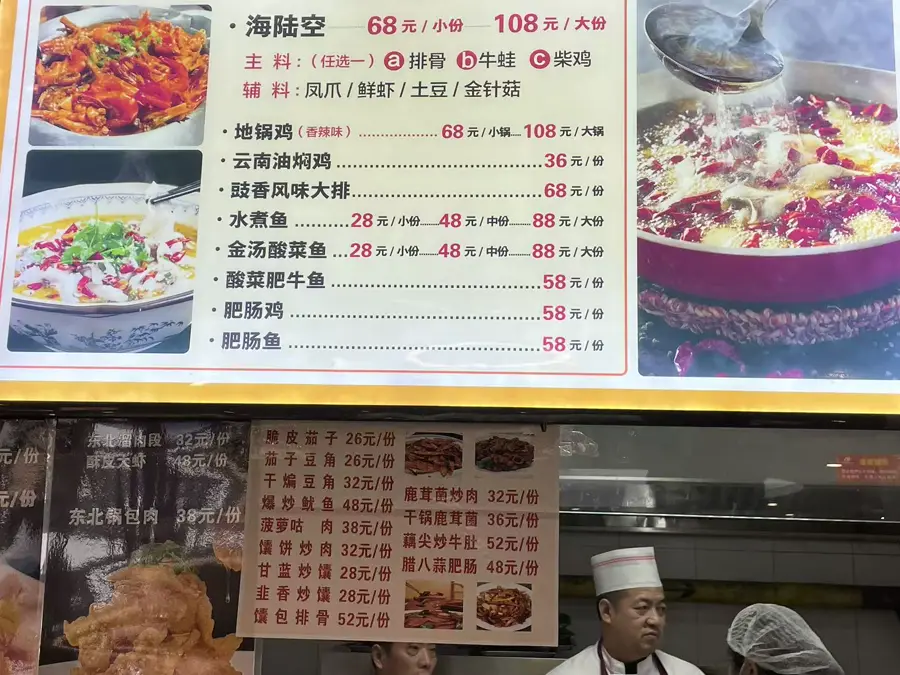 · 海陆空 68元/小份 108元/大份
主料：（任选一） a排骨 b牛蛙 c柴鸡
辅料：凤爪/鲜虾/土豆/金针菇
· 地锅鸡（香辣味）..................68元/小锅....108元/大锅
· 云南油焖鸡..................36元/份
· 豉香风味大排..................68元/份
· 水煮鱼............28元/小份.........48元/中份.........88元/大份
· 金汤酸菜鱼...28元/小份.........48元/中份.........88元/大份
· 酸菜肥牛鱼..................58元/份
· 肥肠鸡..................58元/份
· 肥肠鱼..................58元/份
元/份
元/份
东北溜肉段 32元/份
酥皮大虾 48元/份
东北锅包肉 38元/份
脆皮茄子 26元/份
茄子豆角 26元/份
干煸豆角 32元/份
爆炒鱿鱼 48元/份
菠萝咕 肉 38元/份
馕饼炒肉 32元/份
甘蓝炒馕 28元/份
韭香炒馕 28元/份
馕包排骨 52元/份
鹿茸菌炒肉 32元/份
干锅鹿茸菌 36元/份
藕尖炒牛肚 52元/份
腊八蒜肥肠 48元/份